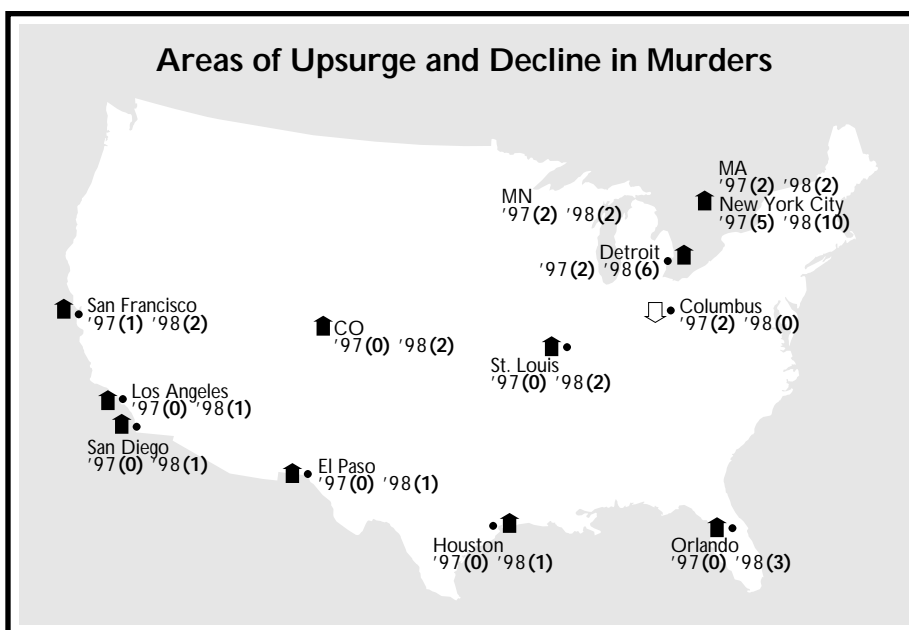 Areas of Upsurge and Decline in Murders
MA
'97(2) '98(2)
MN
'97(2) '98(2)
New York City
'97(5) '98(10)
Detroit
'97(2) '98(6)
San Francisco
'97(1) '98(2)
CO
'97(0) '98(2)
Columbus
'97(2) '98(0)
St. Louis
'97(0) '98(2)
Los Angeles
'97(0) '98(1)
San Diego
'97(0) '98(1)
El Paso
'97(0) '98(1)
Houston
'97(0) '98(1)
Orlando
'97(0) '98(3)